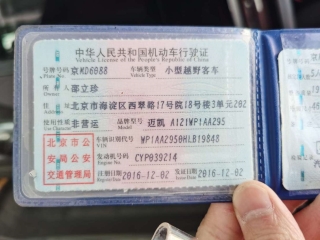 中华人民共和国机动车行驶证
Vehicle License of the People's Republic of China
号牌号码 京MD6088 车辆类型 小型越野客车
Plate No. Vehicle Type
所有人 邵立珍
Owner
住址 北京市海淀区西翠路17号院18号楼3单元202
Address
使用性质 非营运 品牌型号 迈凯 A1Z1WP1AA295
Use Character Model
北京市公
安局公安
交通管理局
车辆识别代号 WP1AA2950HLB19848
VIN
发动机号码 CYP039214
Engine No.
注册日期 2016-12-02 发证日期 2016-12-02
Register Date Issue Date